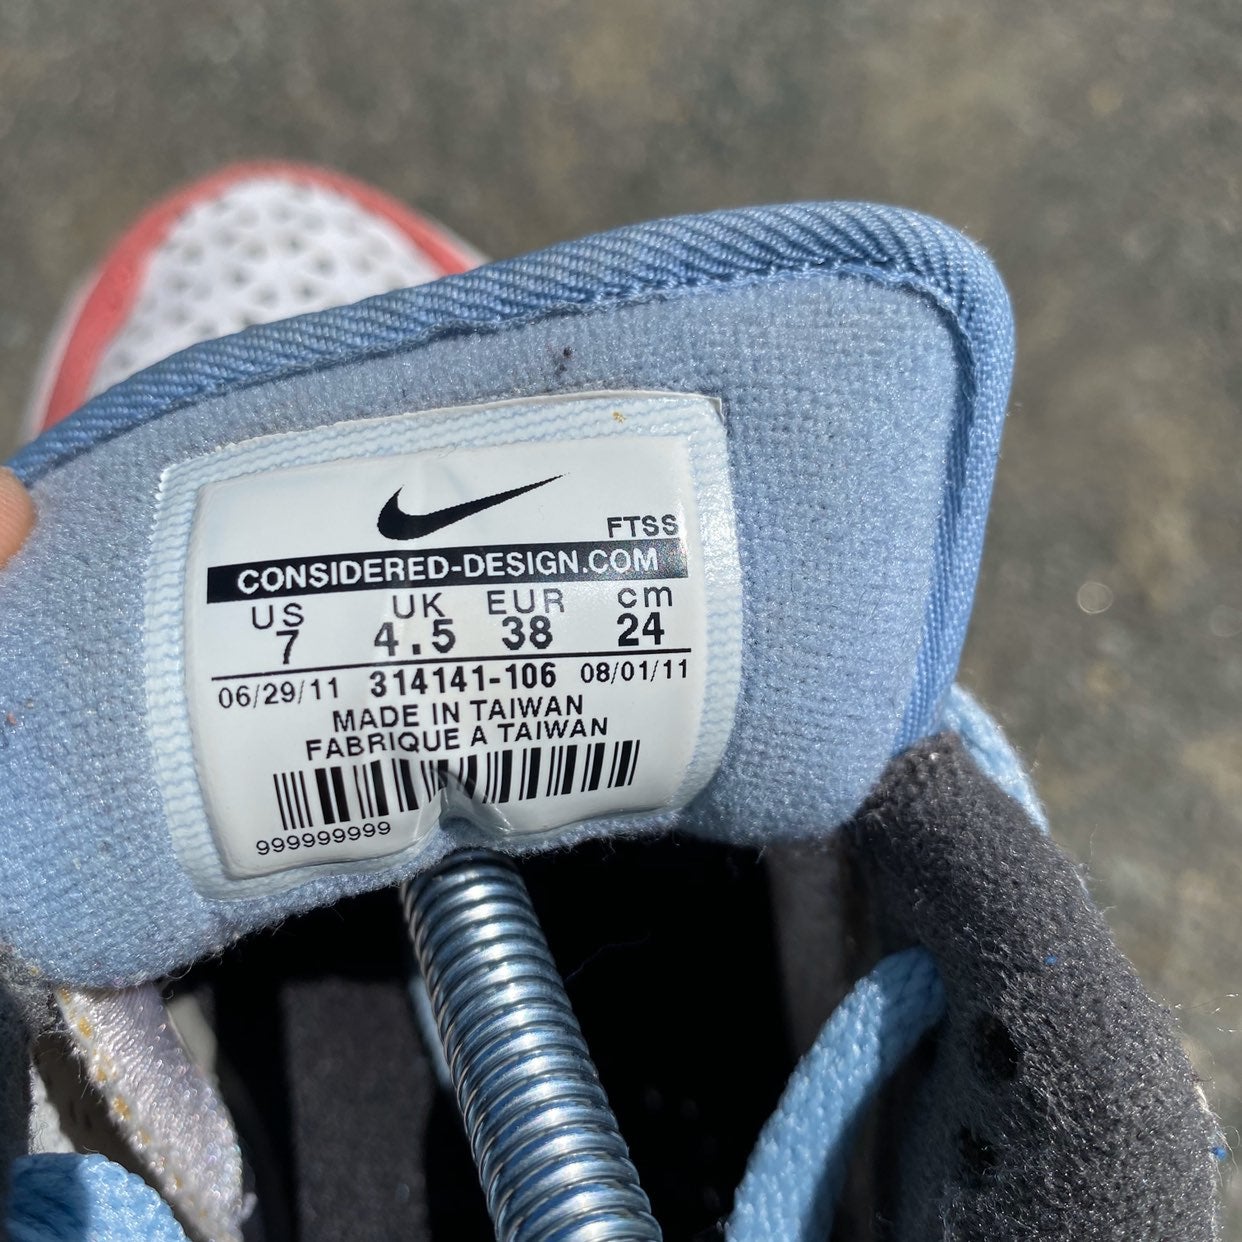 FTSS
CONSIDERED-DESIGN.COM
US UK EUR cm
7 4.5 38 24
06/29/11 314141-106 08/01/11
MADE IN TAIWAN
FABRIQUE A TAIWAN
999999999